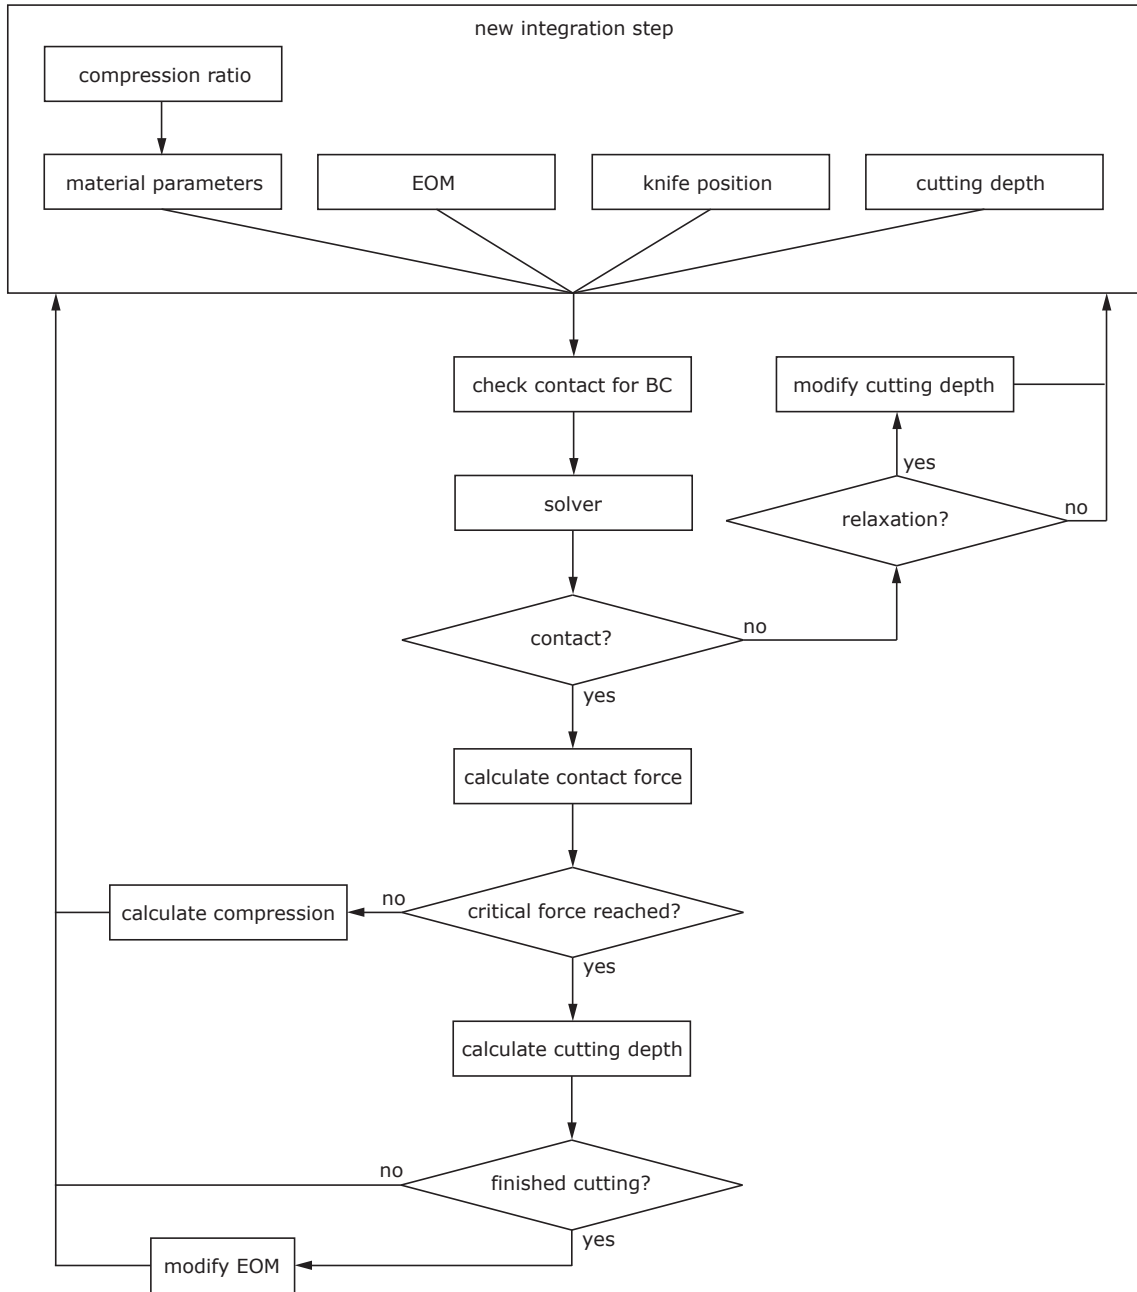 new integration step
compression ratio
material parameters
EOM
knife position
cutting depth
check contact for BC
modify cutting depth
yes
solver
relaxation?
no
contact?
no
yes
calculate contact force
no
critical force reached?
calculate compression
yes
calculate cutting depth
no
finished cutting?
yes
modify EOM